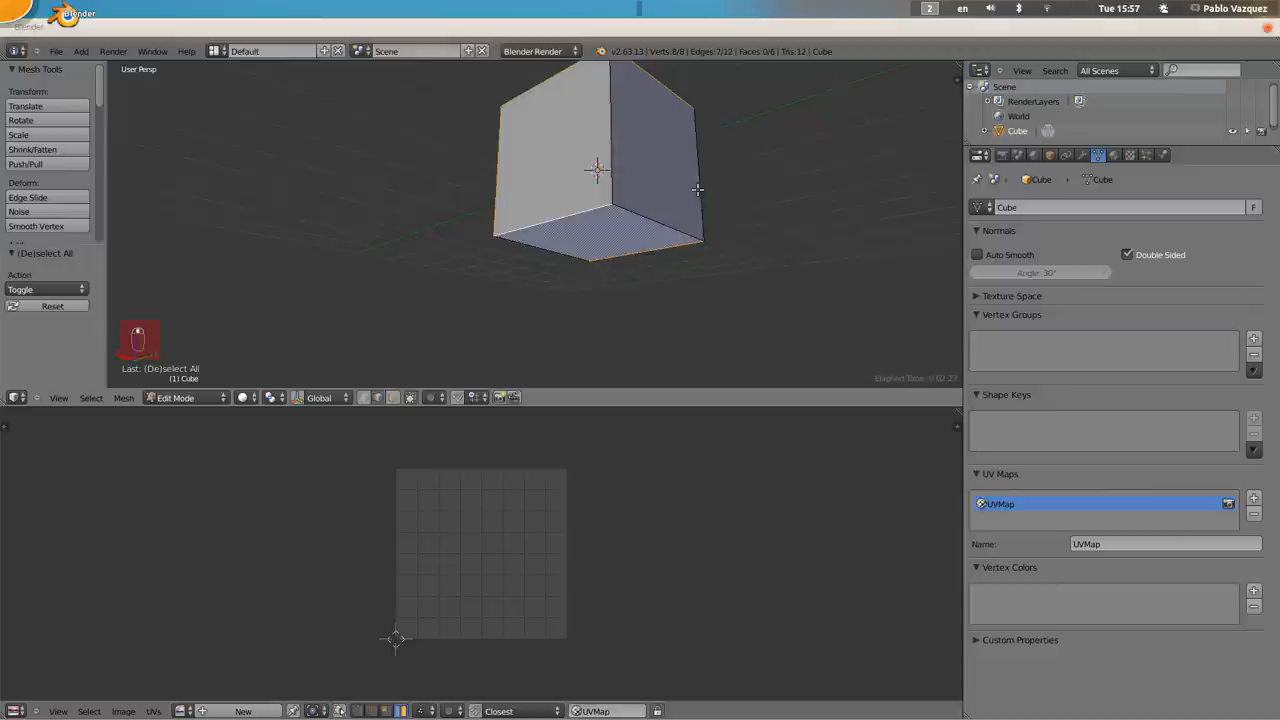 Blender
2 en Tue 15:57 Pablo Vazquez
Blender
File Add Render Window Help Default Scene Blender Render v2.63.13 | Verts:8/8 | Edges:7/12 | Faces:0/6 | Tris:12 | Cube
View Search All Scenes
Mesh Tools
User Persp
Transform:
Translate
Rotate
Scale
Shrink/Fatten
Push/Pull
Deform:
Edge Slide
Noise
Smooth Vertex
(De)select All
Action
Toggle
Reset
Last: (De)select All
(1) Cube
View Select Mesh Edit Mode Global
View Select Image UVs New Closest UVMap
Scene
RenderLayers
World
Cube
Cube Cube
Cube F
Normals
Auto Smooth Double Sided
Angle: 30°
Texture Space
Vertex Groups
Shape Keys
UV Maps
UVMap
Name: UVMap
Vertex Colors
Custom Properties